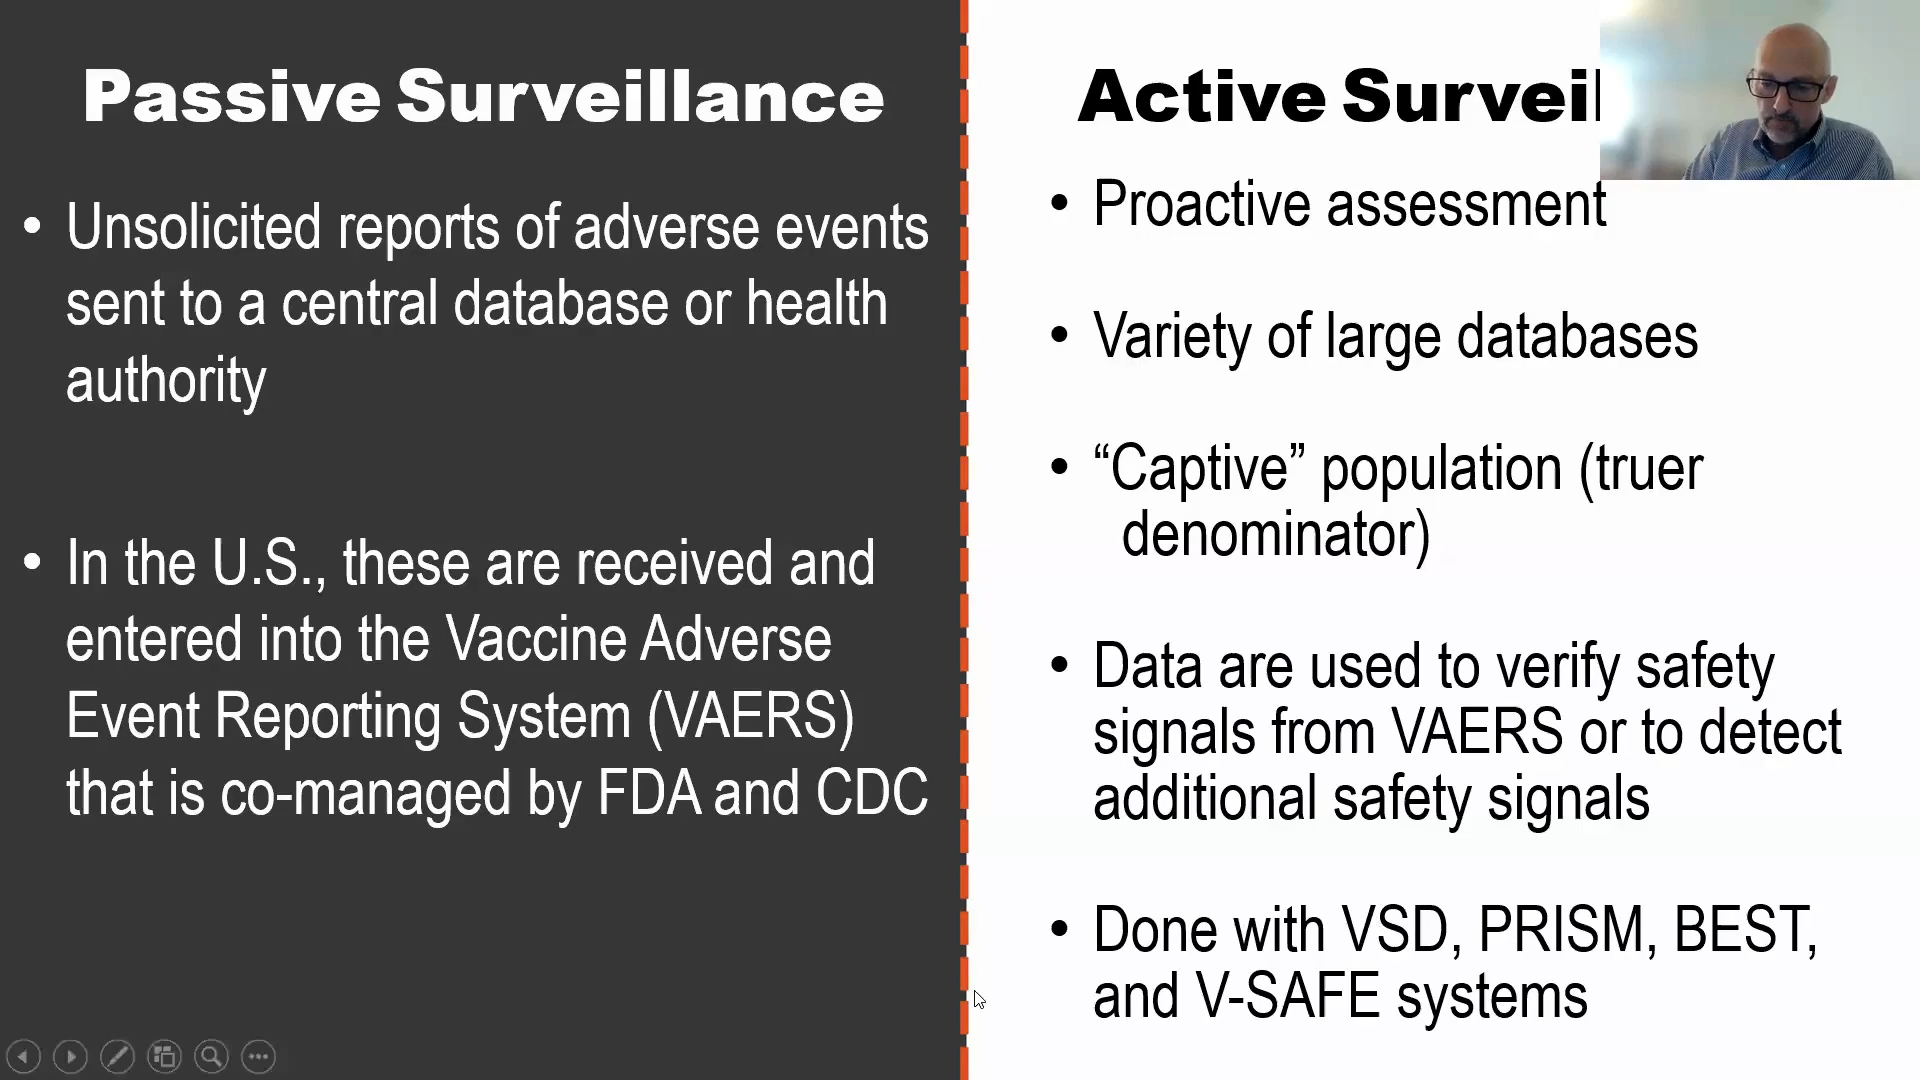 Passive Surveillance
• Unsolicited reports of adverse events
sent to a central database or health
authority
• In the U.S., these are received and
entered into the Vaccine Adverse
Event Reporting System (VAERS)
that is co-managed by FDA and CDC
Active Surveil
• Proactive assessment
• Variety of large databases
• “Captive” population (truer
denominator)
• Data are used to verify safety
signals from VAERS or to detect
additional safety signals
• Done with VSD, PRISM, BEST,
and V-SAFE systems